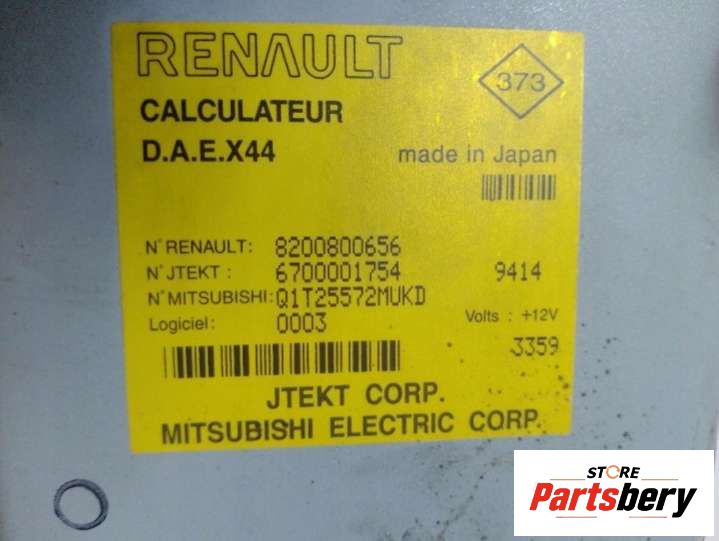 RENAULT
373
CALCULATEUR
D.A.E.X44 made in Japan
N° RENAULT: 8200800656
N° JTEKT : 6700001754 9414
N° MITSUBISHI: Q1T25572MUKD
Logiciel: 0003 Volts : +12V
3359
JTEKT CORP.
MITSUBISHI ELECTRIC CORP.
STORE
Partsbery